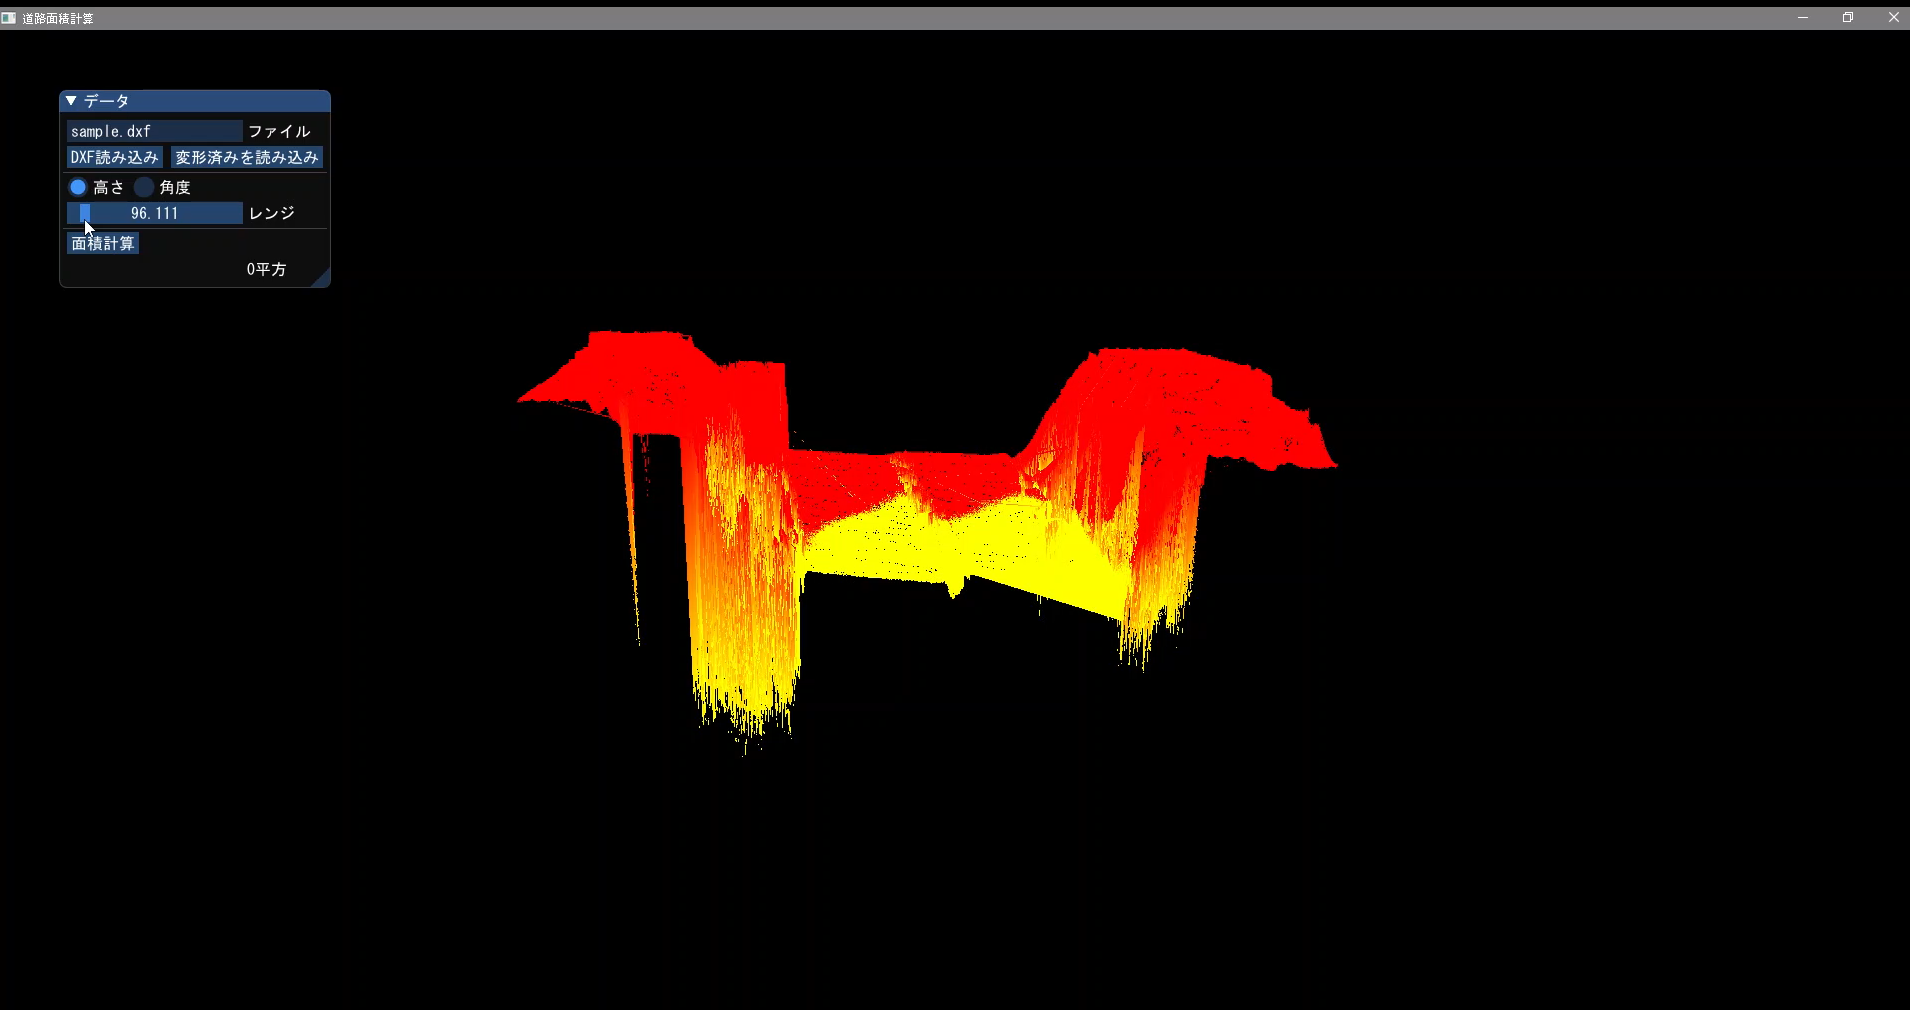 道路面積計算
データ
sample.dxf ファイル
DXF読み込み 変形済みを読み込み
高さ 角度
96.111 レンジ
面積計算
0平方